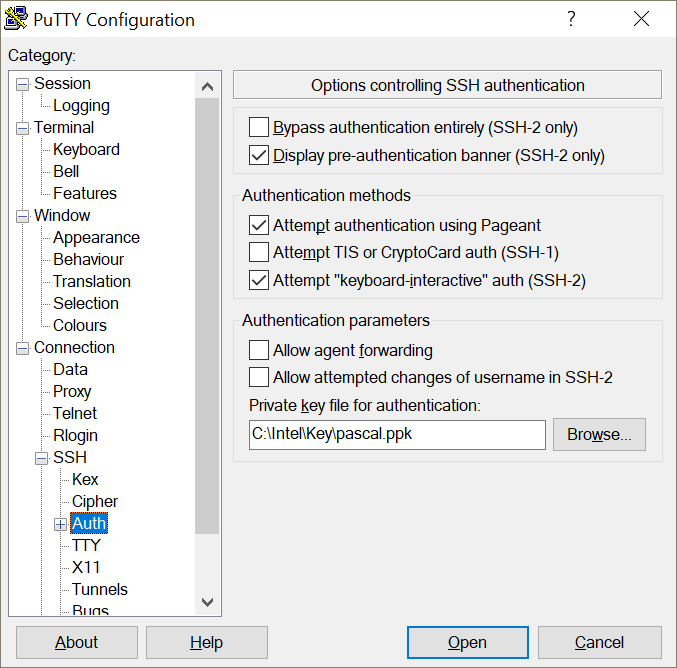 PuTTY Configuration
?
Category:
Session
Logging
Terminal
Keyboard
Bell
Features
Window
Appearance
Behaviour
Translation
Selection
Colours
Connection
Data
Proxy
Telnet
Rlogin
SSH
Kex
Cipher
Auth
TTY
X11
Tunnels
Bugs
Options controlling SSH authentication
Bypass authentication entirely (SSH-2 only)
Display pre-authentication banner (SSH-2 only)
Authentication methods
Attempt authentication using Pageant
Attempt TIS or CryptoCard auth (SSH-1)
Attempt "keyboard-interactive" auth (SSH-2)
Authentication parameters
Allow agent forwarding
Allow attempted changes of username in SSH-2
Private key file for authentication:
C:\Intel\Key\pascal.ppk
Browse...
About
Help
Open
Cancel